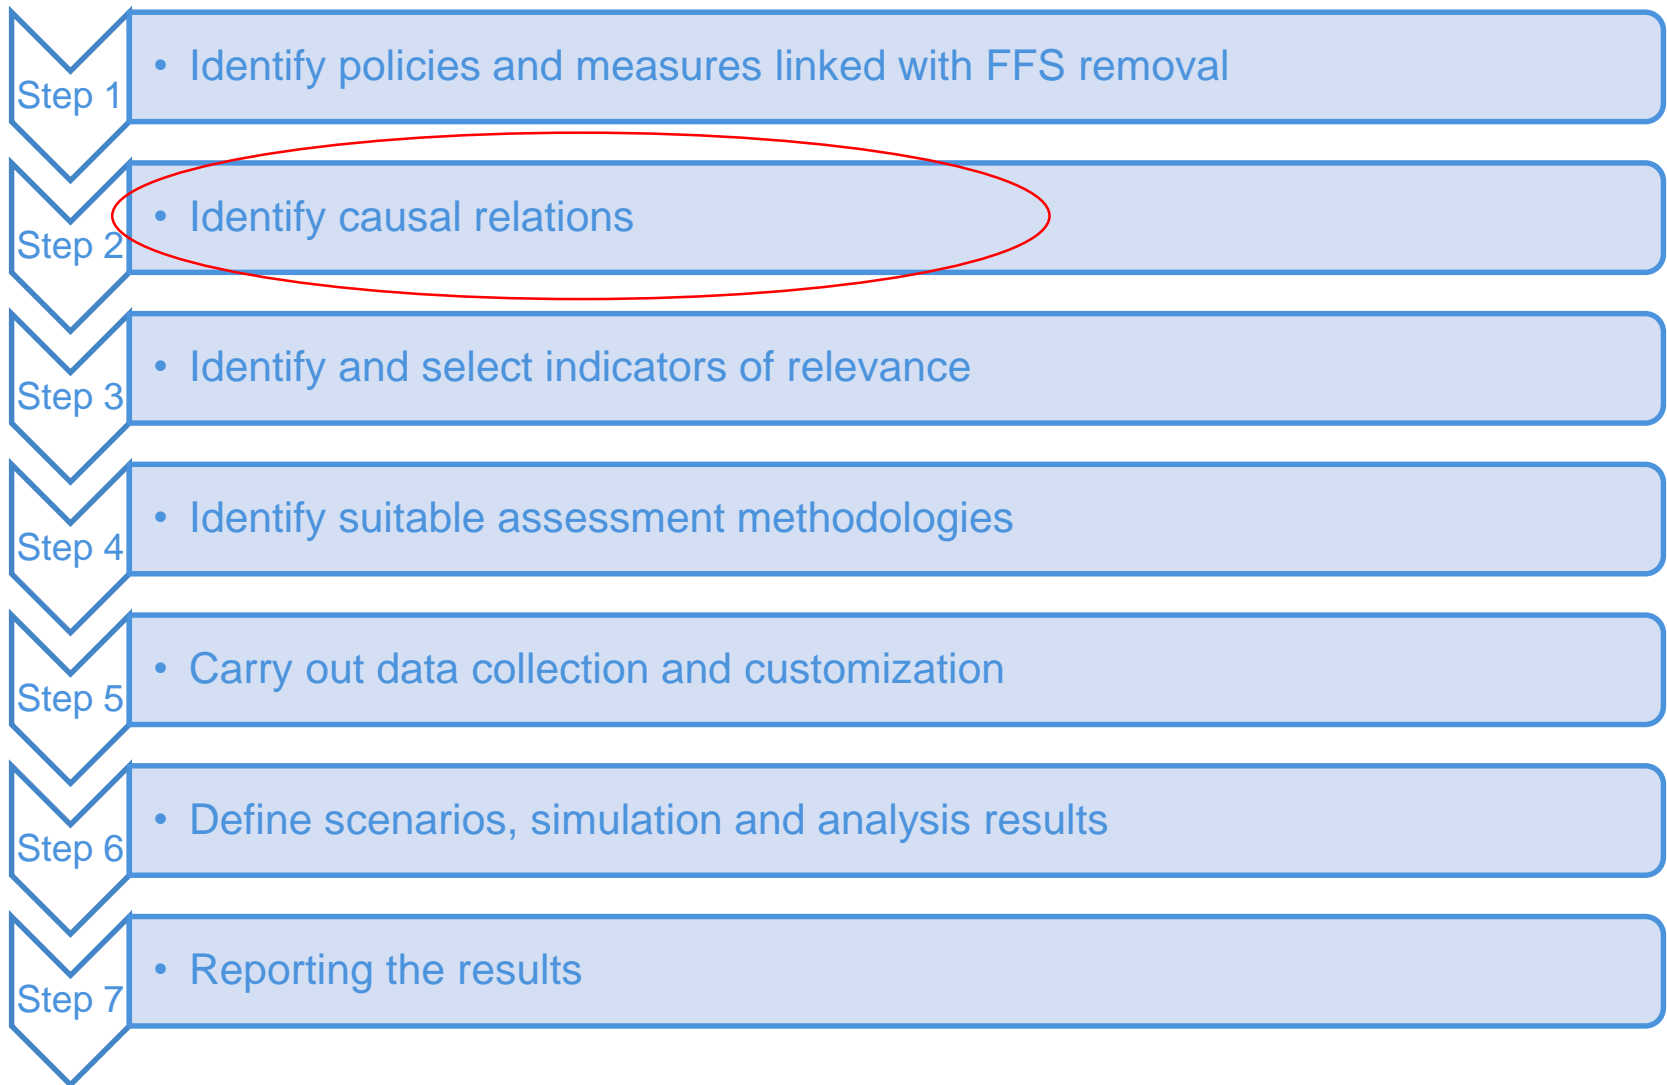 Step 1
• Identify policies and measures linked with FFS removal
Step 2
• Identify causal relations
Step 3
• Identify and select indicators of relevance
Step 4
• Identify suitable assessment methodologies
Step 5
• Carry out data collection and customization
Step 6
• Define scenarios, simulation and analysis results
Step 7
• Reporting the results